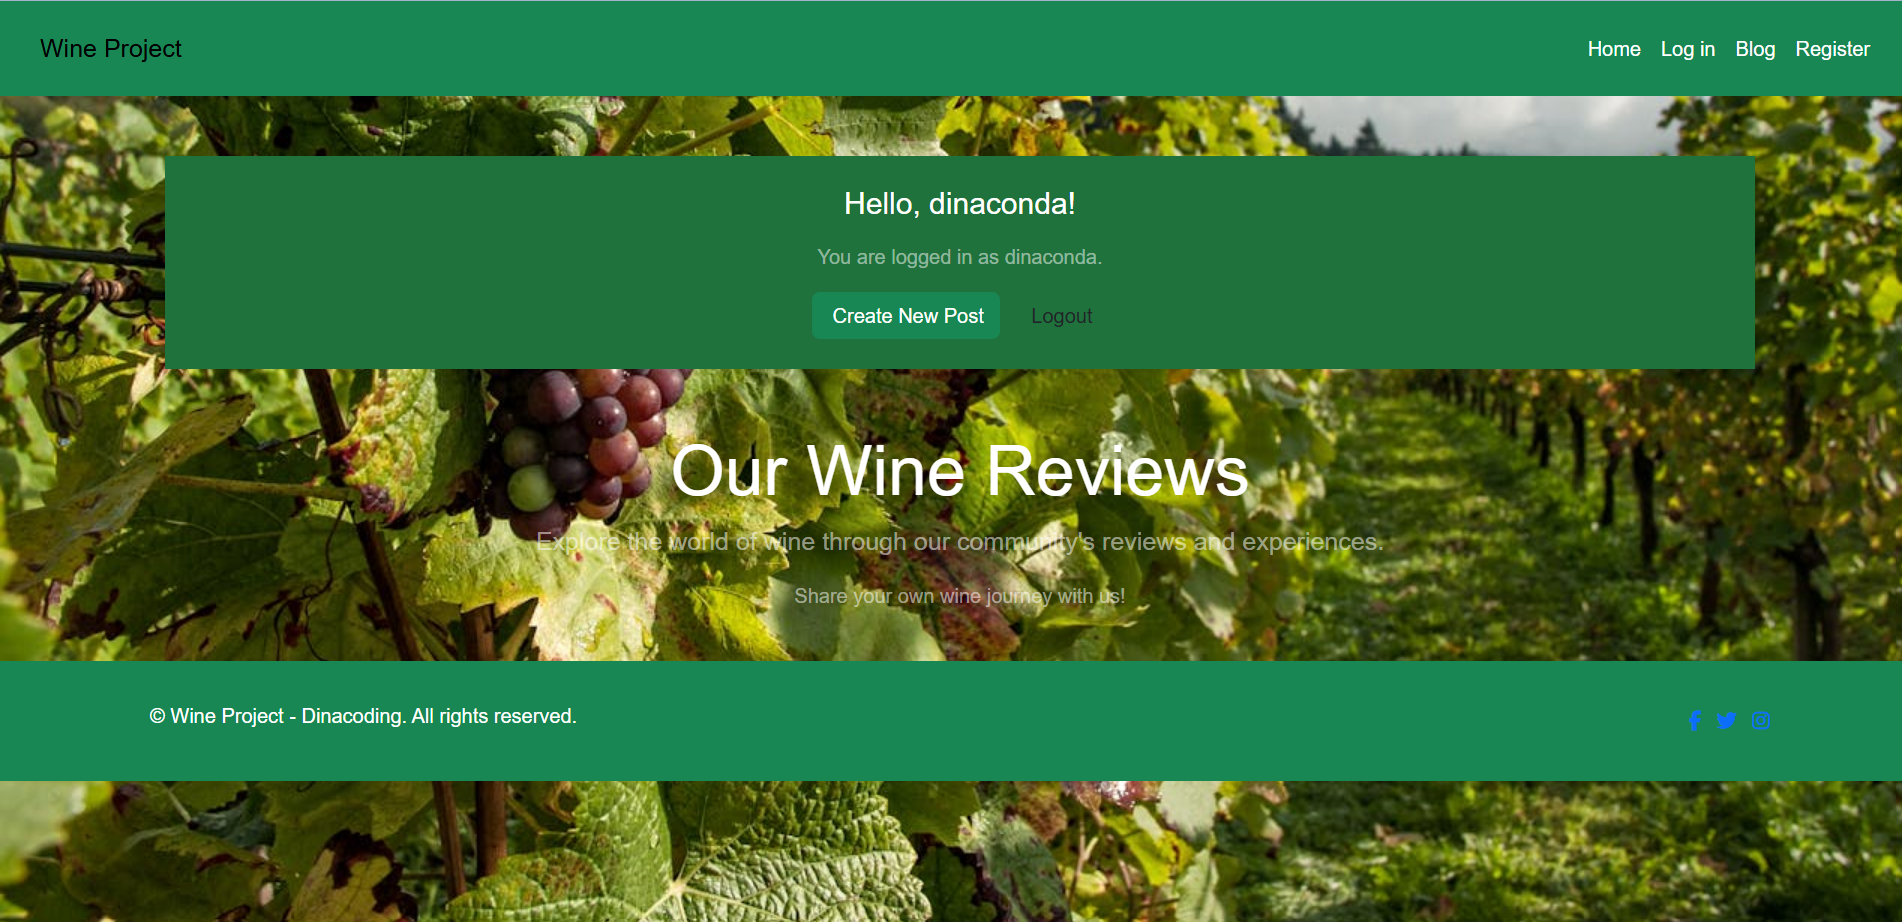 Wine Project
Home Log in Blog Register
Hello, dinaconda!
You are logged in as dinaconda.
Create New Post Logout
Our Wine Reviews
Explore the world of wine through our community's reviews and experiences.
Share your own wine journey with us!
© Wine Project - Dinacoding. All rights reserved.